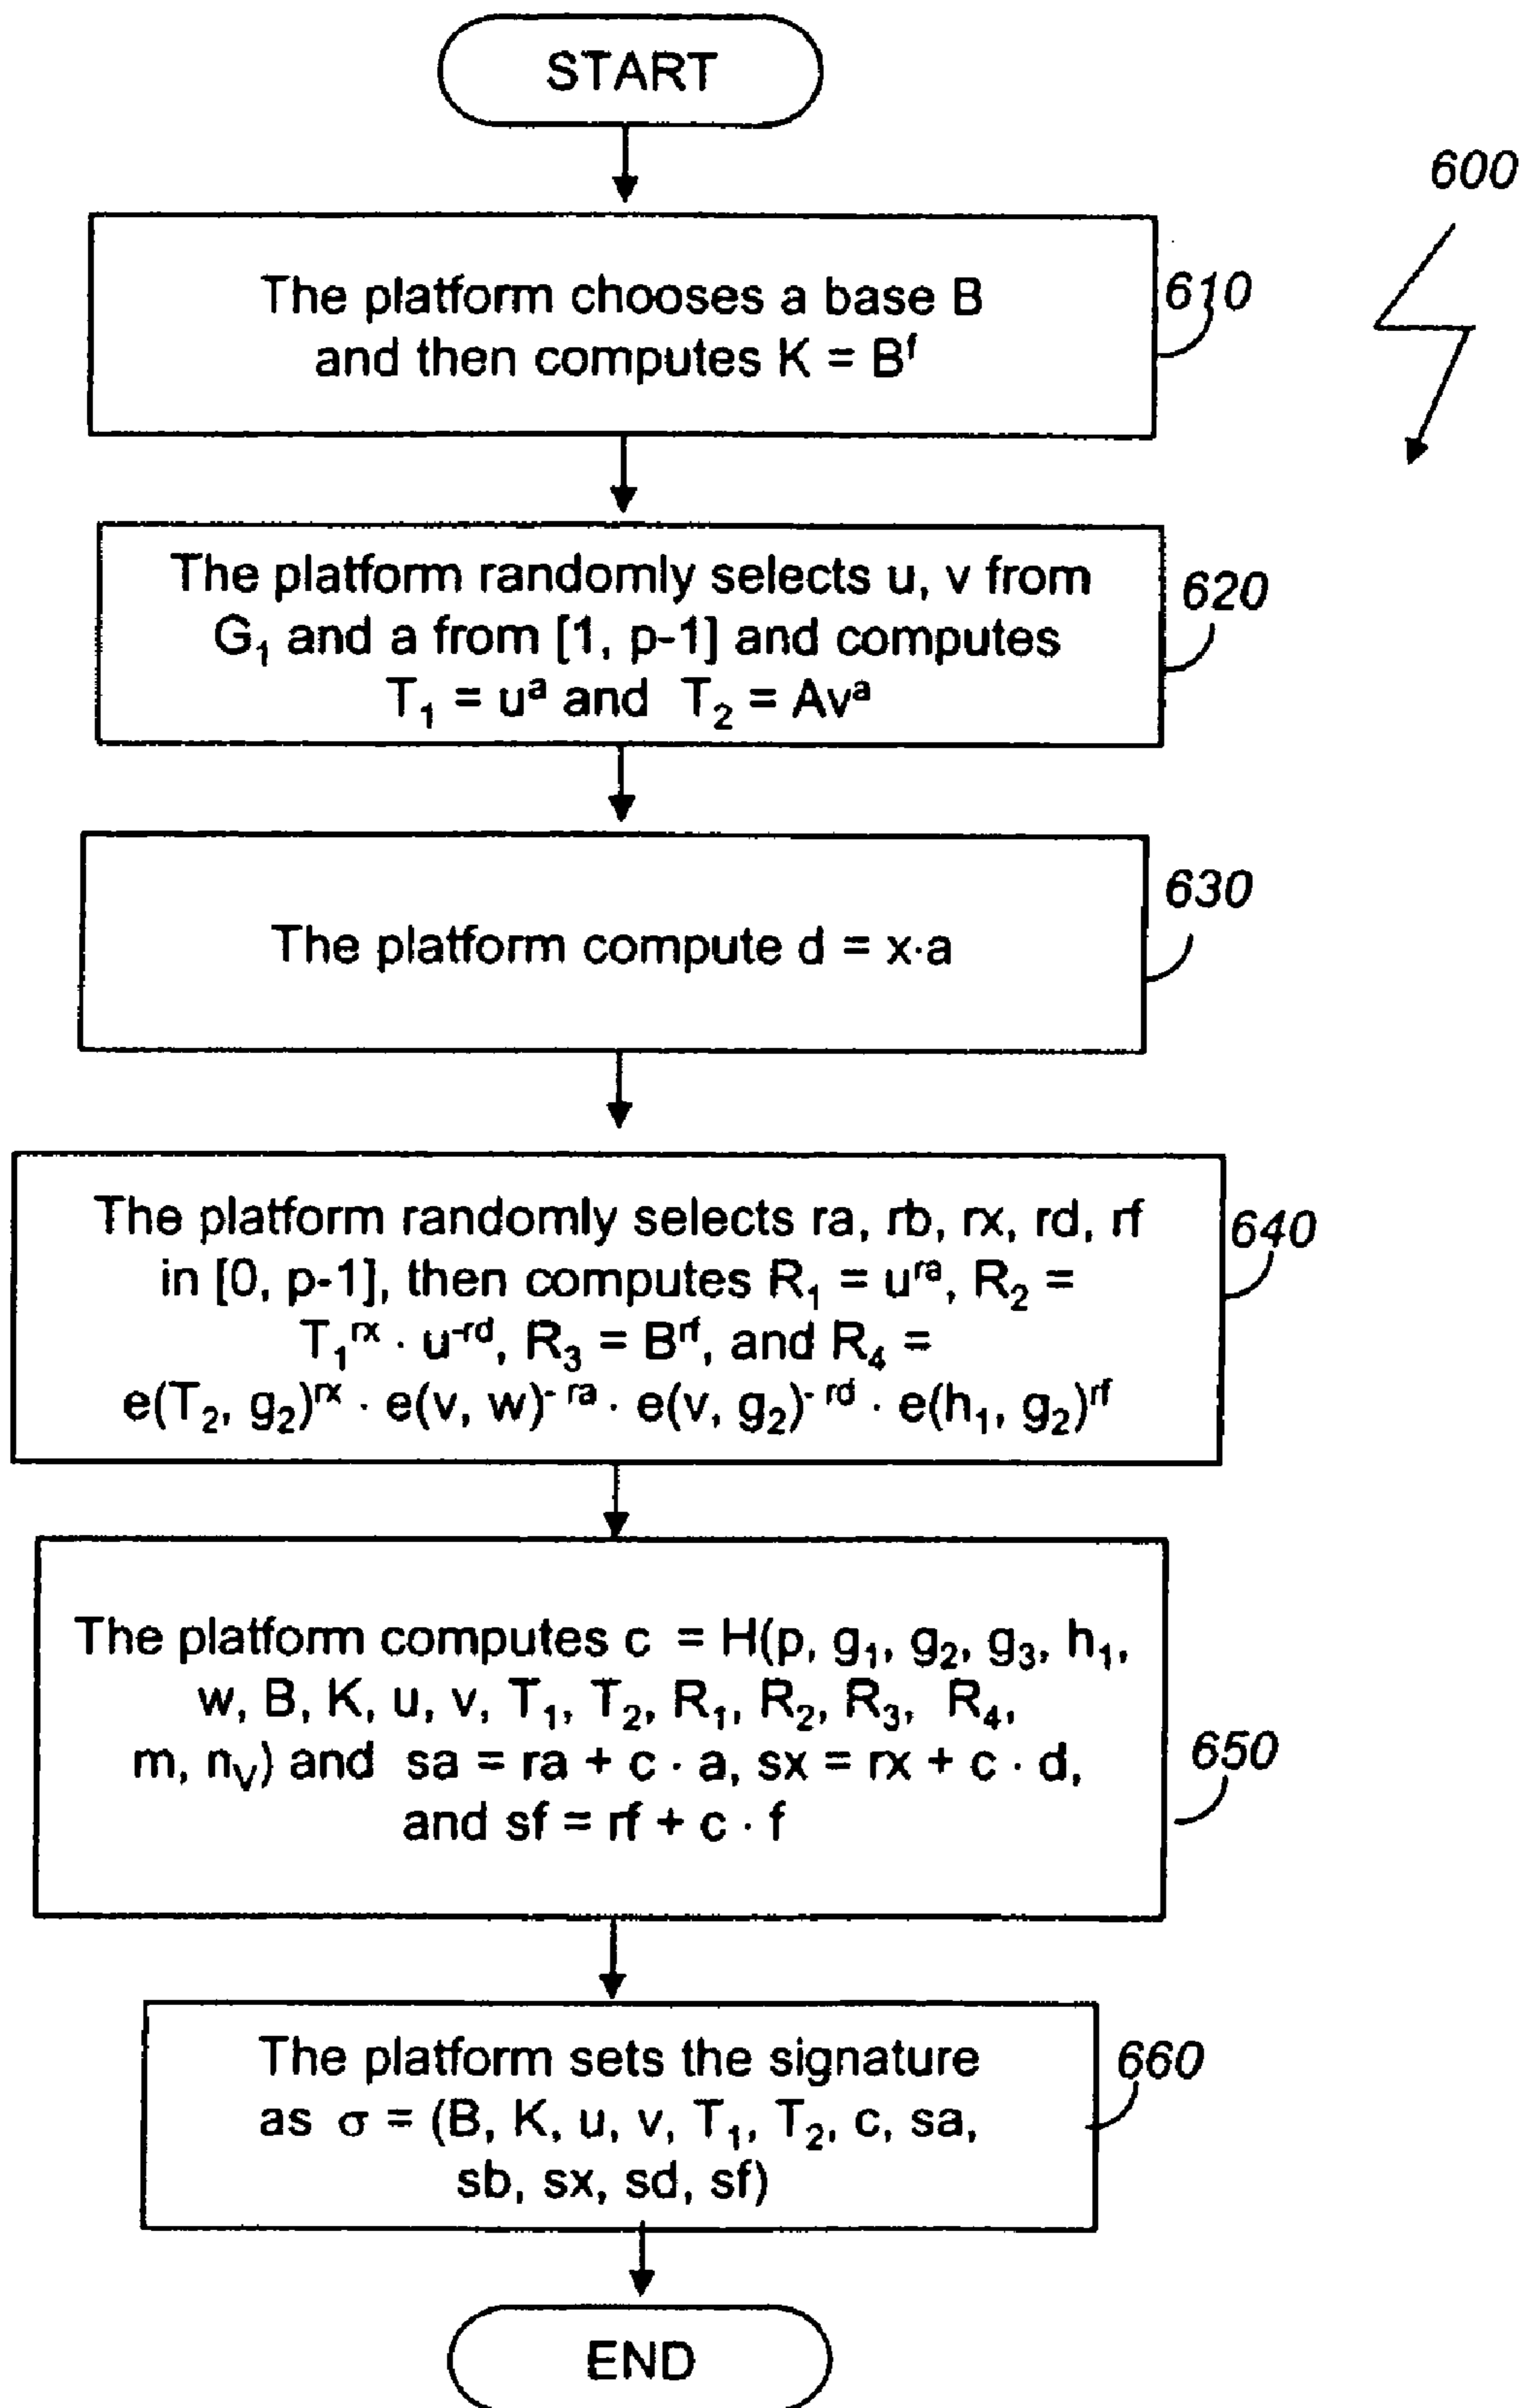 START
600
The platform chooses a base B
and then computes K = Bᶠ
610
The platform randomly selects u, v from
G₁ and a from [1, p-1] and computes
T₁ = uᵃ and T₂ = Avᵃ
620
The platform compute d = x·a
630
The platform randomly selects ra, rb, rx, rd, rf
in [0, p-1], then computes R₁ = uʳᵃ, R₂ =
T₁ʳˣ · u⁻ʳᵈ, R₃ = Bʳᶠ, and R₄ =
e(T₂, g₂)ʳˣ · e(v, w)⁻ʳᵃ · e(v, g₂)⁻ʳᵈ · e(h₁, g₂)ʳᶠ
640
The platform computes c = H(p, g₁, g₂, g₃, h₁,
w, B, K, u, v, T₁, T₂, R₁, R₂, R₃, R₄,
m, nᵥ) and sa = ra + c · a, sx = rx + c · d,
and sf = rf + c · f
650
The platform sets the signature
as σ = (B, K, u, v, T₁, T₂, c, sa,
sb, sx, sd, sf)
660
END